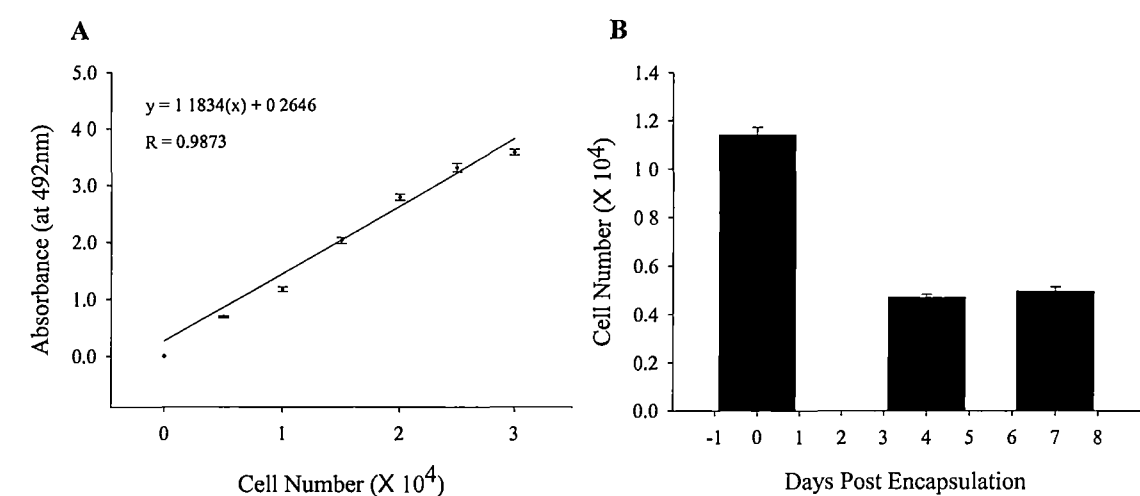 A
5.0
4 0
3.0
2.0
1.0
0.0
y = 1 1834(x) + 0 2646
R = 0.9873
Absorbance (at 492nm)
0 1 2 3
Cell Number (X 10^4)
B
1.4
1.2
1 0
0 8
0.6
0.4
0.2
0.0
Cell Number (X 10^4)
-1 0 1 2 3 4 5 6 7 8
Days Post Encapsulation